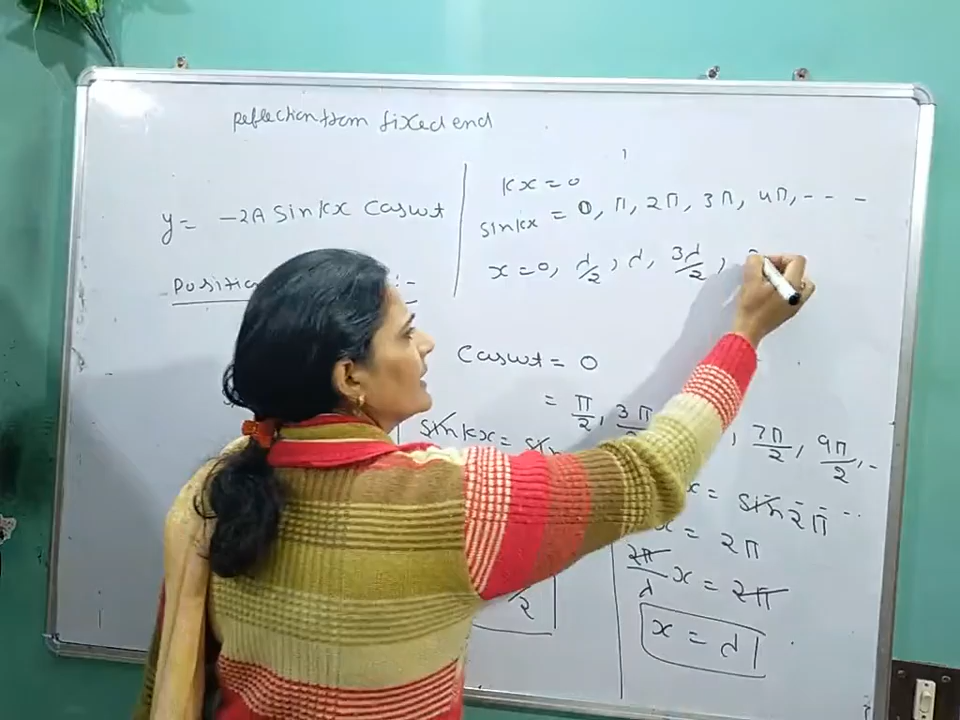 Reflection from fixed end
y = -2A Sin kx Coswt
Position
kx = 0
sin kx = 0, π, 2π, 3π, 4π, - - -
x = 0, λ/2, λ, 3λ/2,
Coswt = 0
= π/2, 3π
, 7π/2, 9π/2, -
sin kx = sin
= sin 2π ..
= 2π
2π/λ x = 2π
x = λ